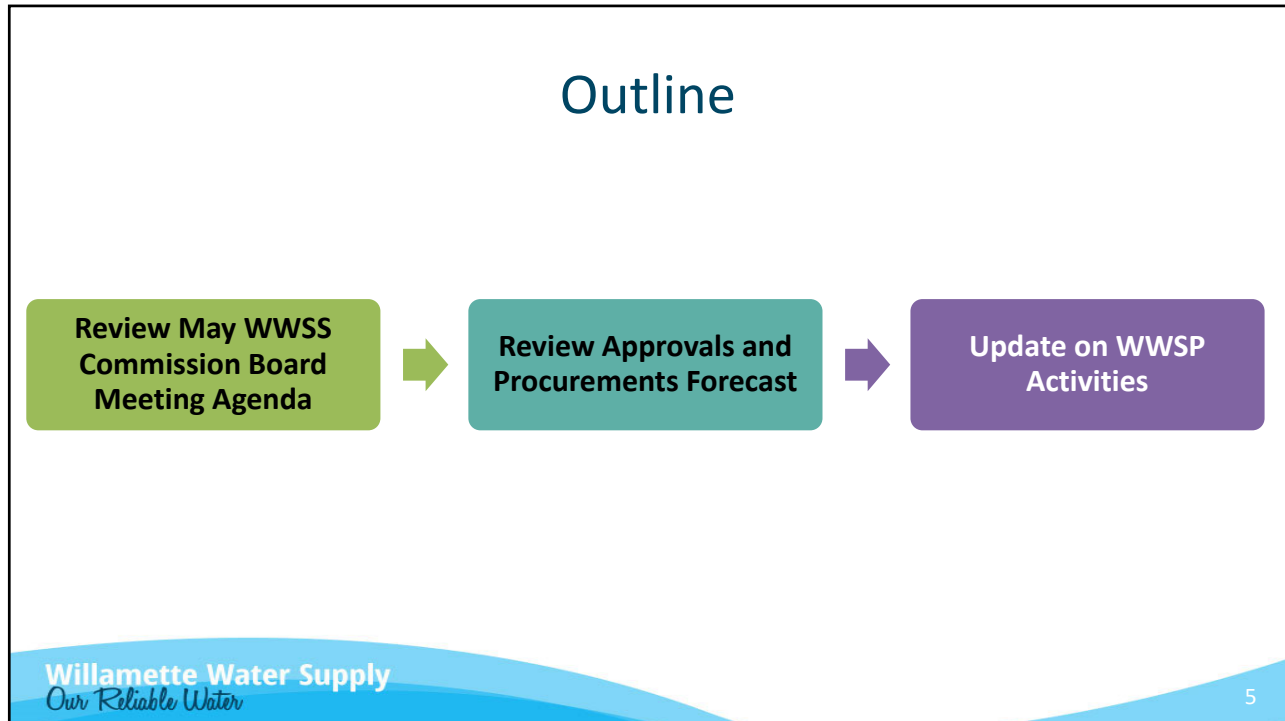 Outline
Review May WWSS
Commission Board
Meeting Agenda
Review Approvals and
Procurements Forecast
Update on WWSP
Activities
Willamette Water Supply
Our Reliable Water
5